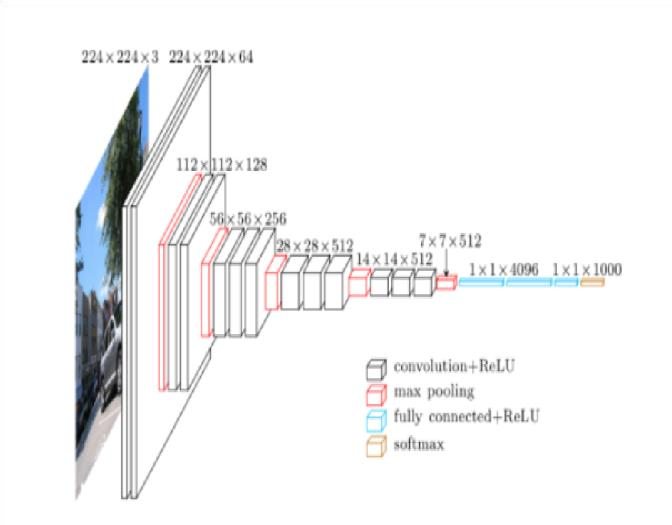 224×224×3
224×224×64
112×112×128
56×56×256
28×28×512
14×14×512
7×7×512
1×1×4096
1×1×1000
convolution+ReLU
max pooling
fully connected+ReLU
softmax